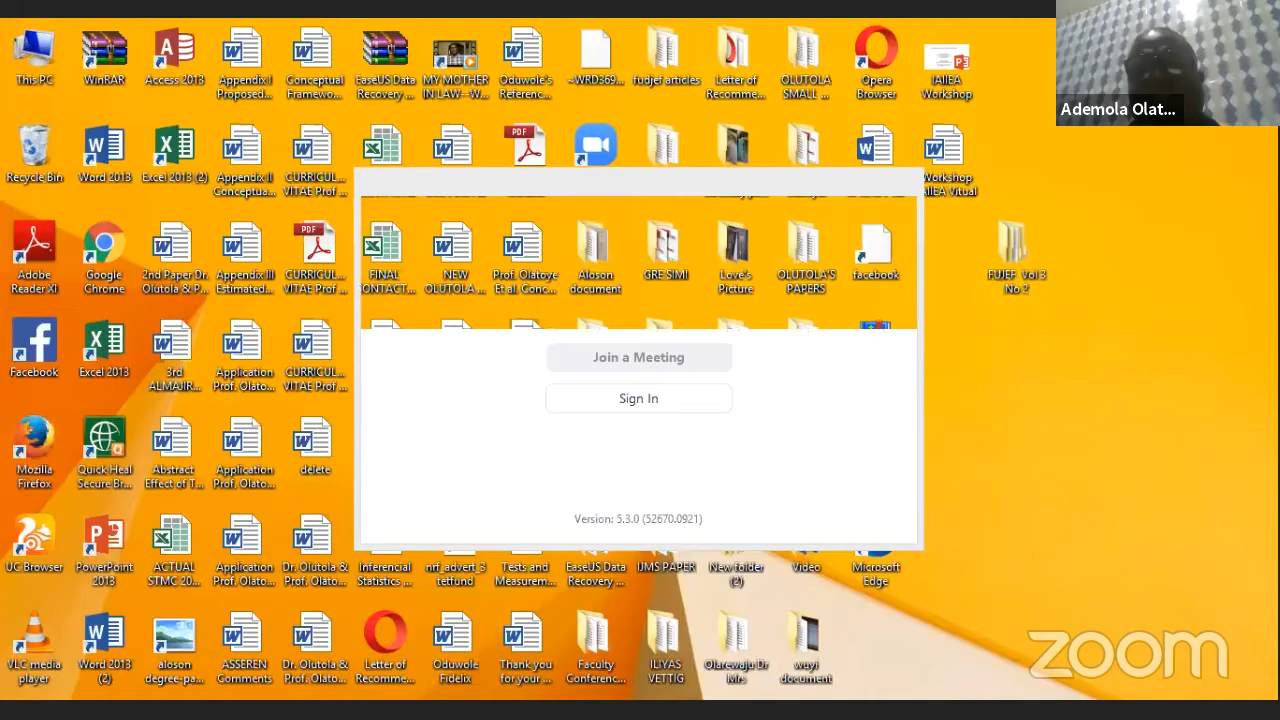 Ademola Olat...
This PC
WinRAR
Access 2013
Appendix I
Proposed...
Conceptual
Framewo...
EaseUS Data
Recovery ...
MY MOTHER
IN LAW--W...
Oduwole's
Referenc...
~WRD369...
fuojef articles
Letter of
Recomme...
OLUTOLA
SMALL ...
Opera
Browser
IAIIEA
Workshop
Recycle Bin
Word 2013
Excel 2013 (2)
Appendix II
Conceptua...
CURRICUL...
VITAE Prof ...
PDF
Workshop
Adobe
Reader XI
Google
Chrome
2nd Paper Dr.
Olutola & P...
Appendix III
Estimated...
PDF
CURRICUL...
VITAE Prof ...
FINAL
CONTACT...
NEW
OLUTOLA ...
Prof. Olatoye
Et al. Conc...
Aloson
document
GRE SIMI
Love's
Picture
OLUTOLA'S
PAPERS
facebook
FUJEF Vol 3
No 2
Facebook
Excel 2013
3rd
ALMAJIR...
Application
Prof. Olato...
CURRICUL...
VITAE Prof ...
Join a Meeting
Sign In
Mozilla
Firefox
Quick Heal
Secure Br...
Abstract
Effect of T...
Application
Prof. Olato...
delete
Version: 5.3.0 (52670.0921)
UC Browser
PowerPoint
2013
ACTUAL
STMC 20...
Application
Prof. Olato...
Dr. Olutola &
Prof. Olato...
Inferencial
Statistics ...
nrf_advert_3
tetfund
Tests and
Measurem...
EaseUS Data
Recovery ...
IJMS PAPER
New folder
(2)
Video
Microsoft
Edge
VLC media
player
Word 2013
(2)
aloson
degree-pa...
ASSEREN
Comments
Dr. Olutola &
Prof. Olato...
Letter of
Recomme...
Oduwole
Fidelix
Thank you
for your ...
Faculty
Conferenc...
ILIYAS
VETTIG
Olarewaju Dr
Mrs
wuyi
document
zoom